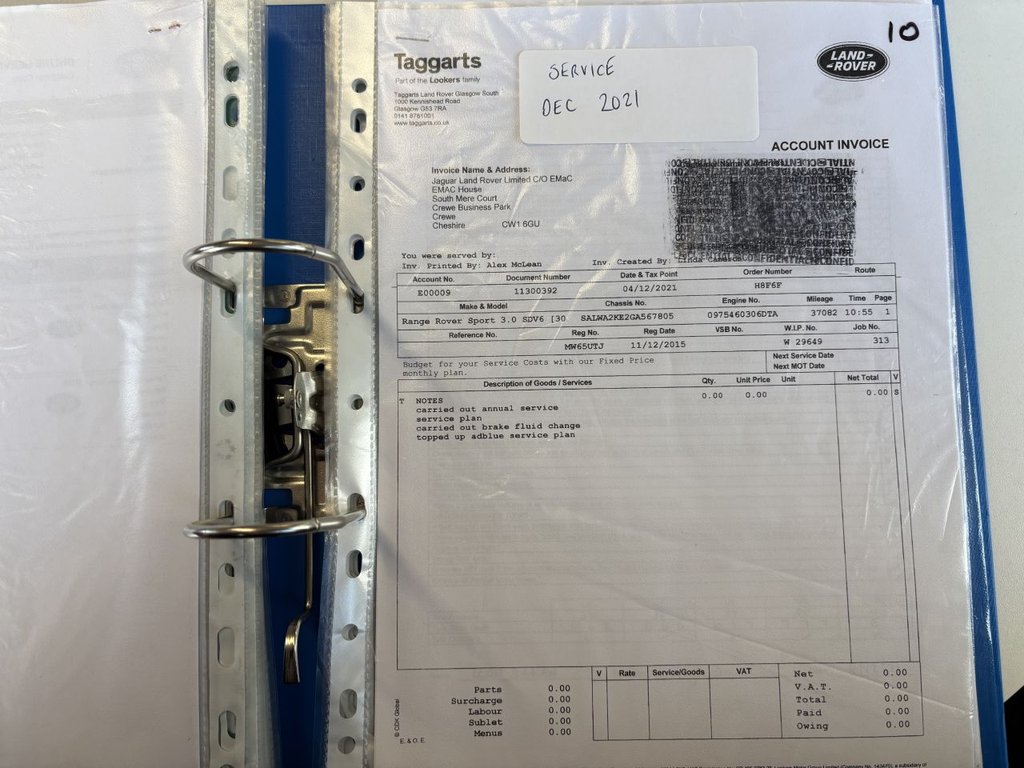 10
Taggarts
Part of the Lookers family
Taggarts Land Rover Glasgow South
1000 Kennishead Road
Glasgow G53 7RA
0141 8781001
www.taggarts.co.uk
SERVICE
DEC 2021
LAND-
-ROVER
ACCOUNT INVOICE
Invoice Name & Address:
Jaguar Land Rover Limited C/O EMaC
EMAC House
South Mere Court
Crewe Business Park
Crewe
Cheshire CW1 6GU
You were served by:
Inv. Printed By: Alex McLean Inv. Created By:
Account No. Document Number Date & Tax Point Order Number Route
E00009 11300392 04/12/2021 H8F6F
Make & Model Chassis No. Engine No. Mileage Time Page
Range Rover Sport 3.0 SDV6 [30 SALWA2KE2GA567805 0975460306DTA 37082 10:55 1
Reference No. Reg No. Reg Date VSB No. W.I.P. No. Job No.
MW65UTJ 11/12/2015 W 29649 313
Budget for your Service Costs with our Fixed Price
monthly plan.
Next Service Date
Next MOT Date
Description of Goods / Services Qty. Unit Price Unit Net Total V
T NOTES 0.00 0.00 0.00 S
carried out annual service
service plan
carried out brake fluid change
topped up adblue service plan
V Rate Service/Goods VAT
Parts 0.00
Surcharge 0.00
Labour 0.00
Sublet 0.00
Menus 0.00
Net 0.00
V.A.T. 0.00
Total 0.00
Paid 0.00
Owing 0.00
© CDK Global
E. & O. E